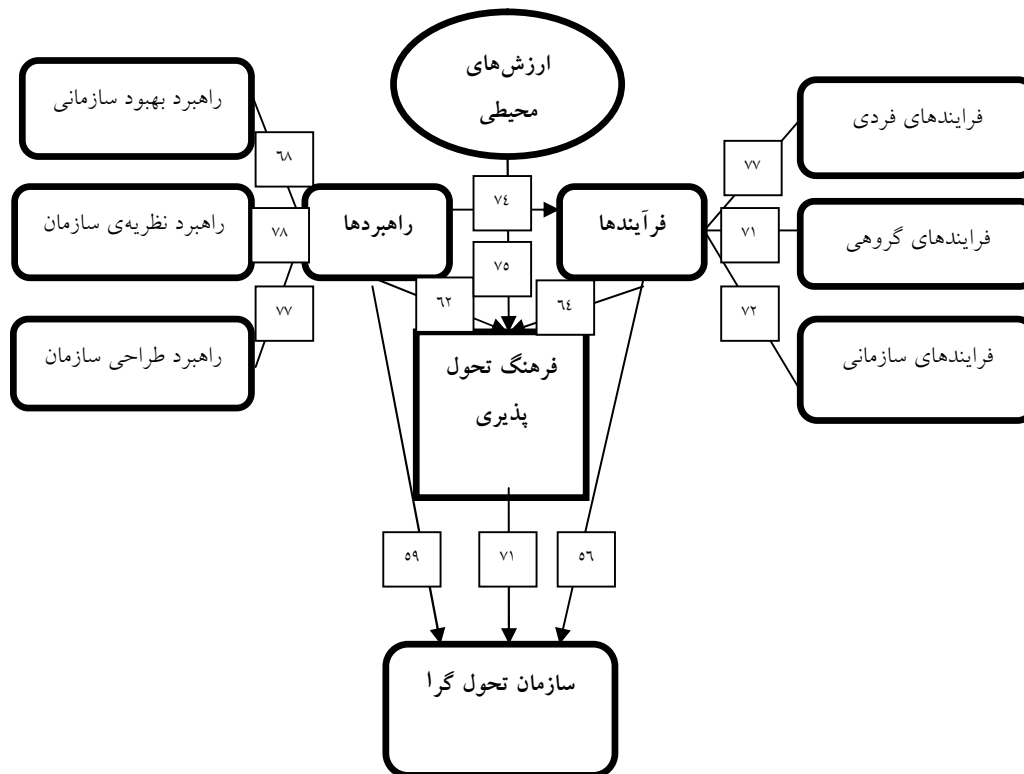 ارزش‌های
محیطی
راهبرد بهبود سازمانی
فرایندهای فردی
۶۸
۷۷
۷۴
راهبردها
فرآیندها
راهبرد نظریه‌ی سازمان
۷۸
۷۱
فرایندهای گروهی
۷۵
۶۲
۶۴
۷۷
۷۲
راهبرد طراحی سازمان
فرایندهای سازمانی
فرهنگ تحول
پذیری
۵۹
۷۱
۵۶
سازمان تحول گرا